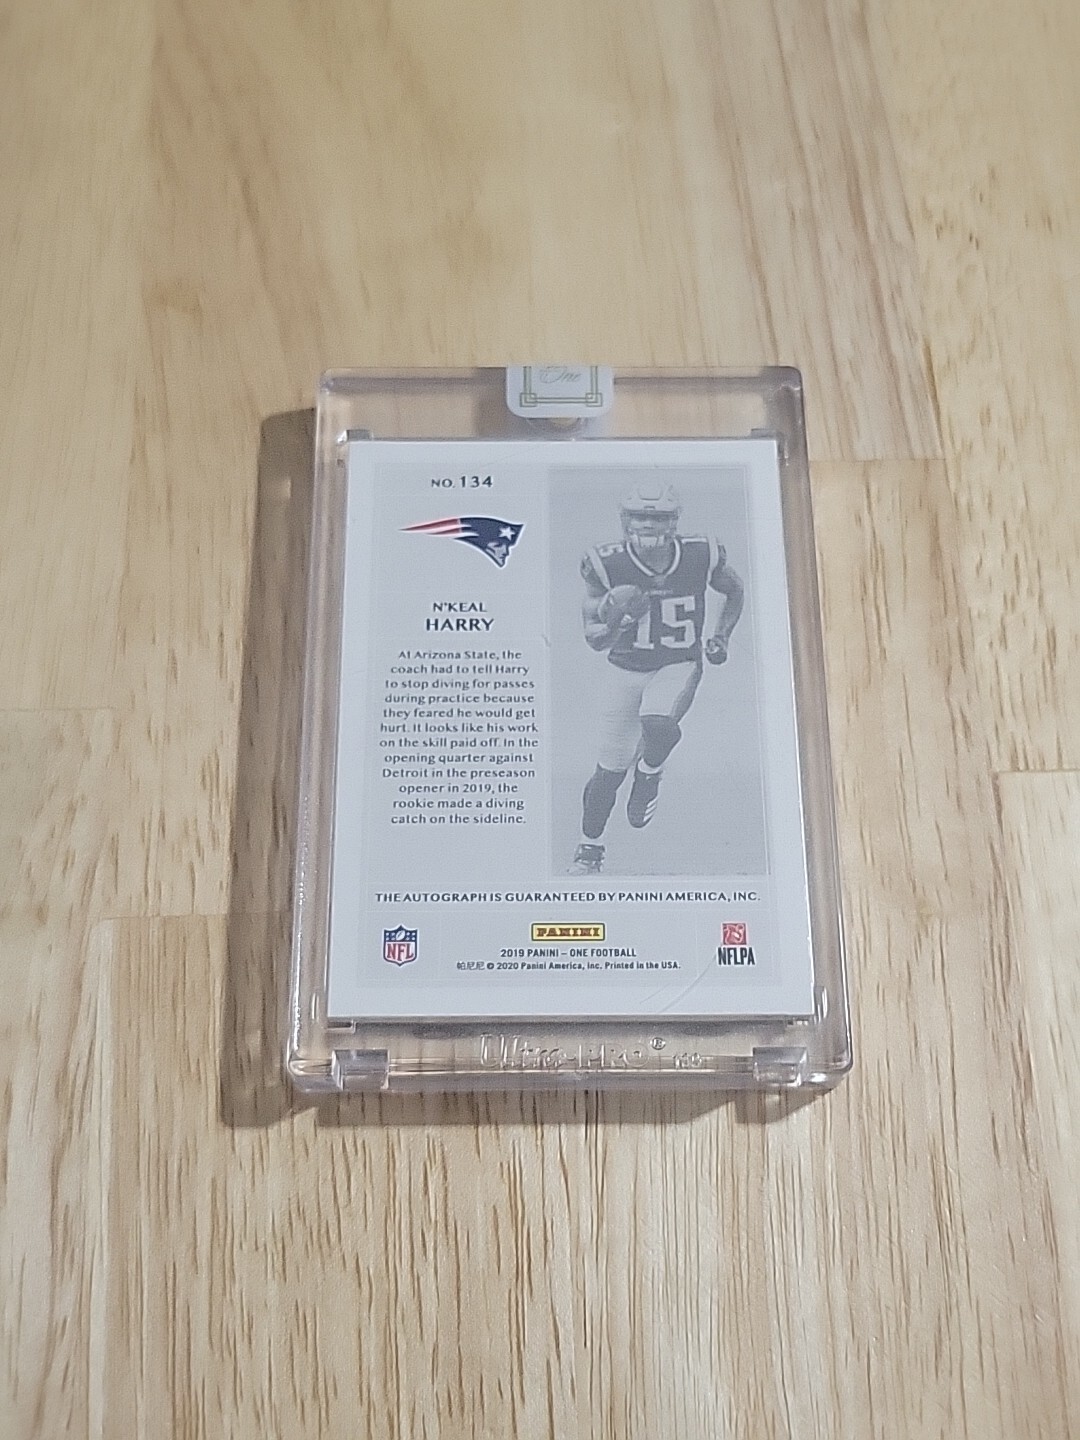 One
NO. 134
N'KEAL
HARRY
At Arizona State, the
coach had to tell Harry
to stop diving for passes
during practice because
they feared he would get
hurt. It looks like his work
on the skill paid off. In the
opening quarter against
Detroit in the preseason
opener in 2019, the
rookie made a diving
catch on the sideline.
15
15
THE AUTOGRAPH IS GUARANTEED BY PANINI AMERICA, INC.
NFL
PANINI
2019 PANINI – ONE FOOTBALL
帕尼尼 © 2020 Panini America, Inc. Printed in the USA.
NFLPA
Ultra·PRO®